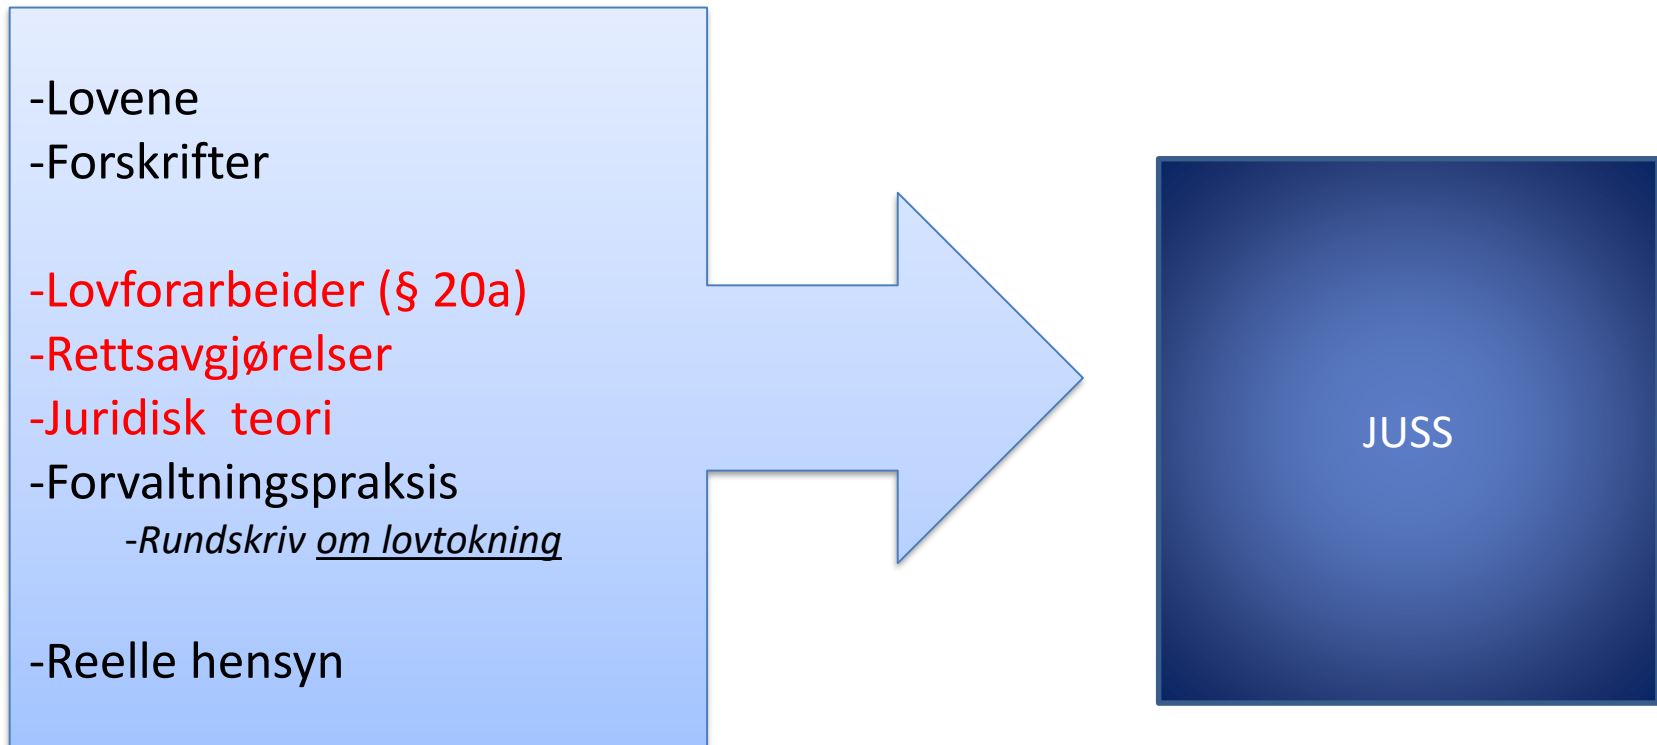 -Lovene
-Forskrifter
-Lovforarbeider (§ 20a)
-Rettsavgjørelser
-Juridisk  teori
-Forvaltningspraksis
-Rundskriv om lovtokning
-Reelle hensyn
JUSS